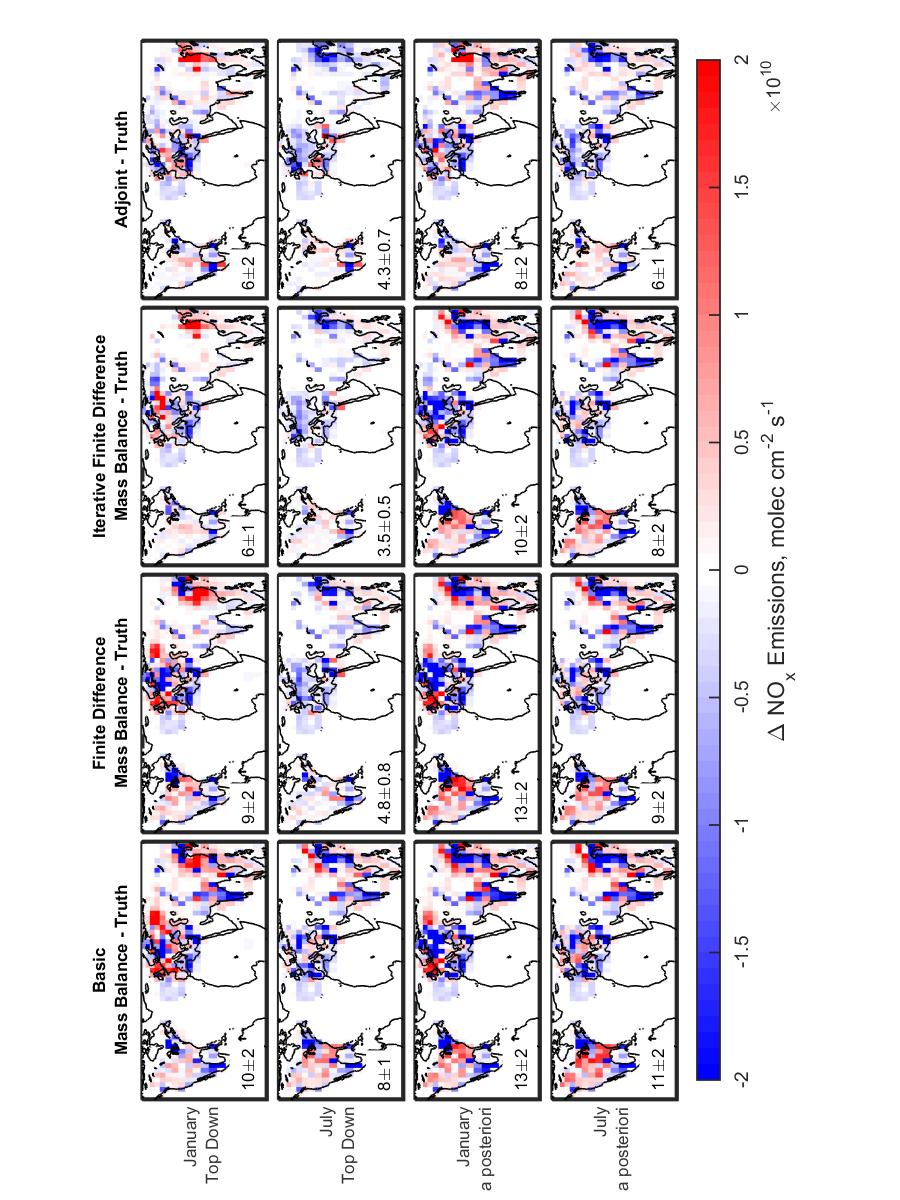 Basic
Mass Balance - Truth
Finite Difference
Mass Balance - Truth
Iterative Finite Difference
Mass Balance - Truth
Adjoint - Truth
January
Top Down
10±2
9±2
6±1
6±2
July
Top Down
8±1
4.8±0.8
3.5±0.5
4.3±0.7
January
a posteriori
13±2
13±2
10±2
8±2
July
a posteriori
11±2
9±2
8±2
6±1
-2 -1.5 -1 -0.5 0 0.5 1 1.5 2
×10¹⁰
Δ NOₓ Emissions, molec cm⁻² s⁻¹